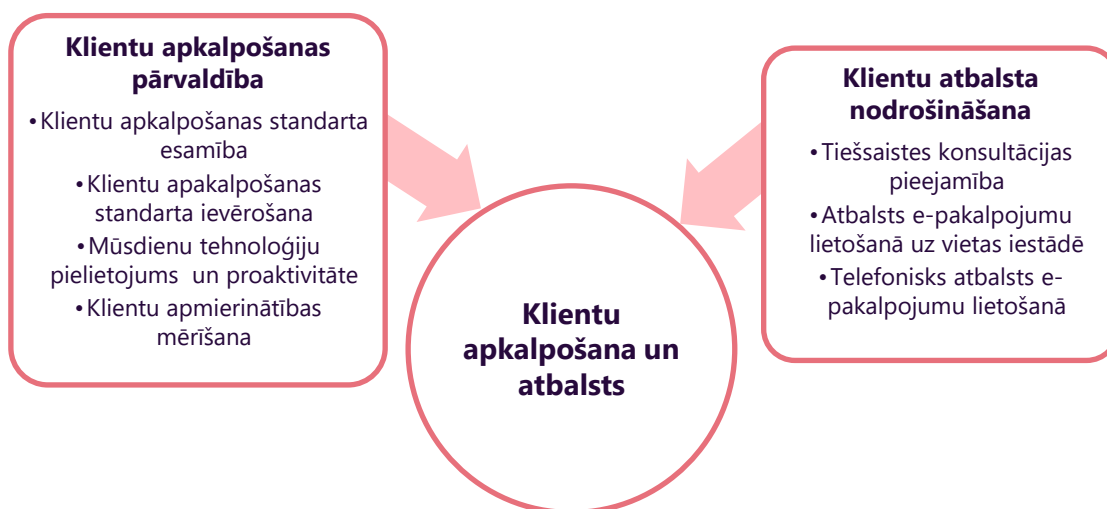 Klientu apkalpošanas
pārvaldība
•Klientu apkalpošanas standarta
esamība
•Klientu apakalpošanas
standarta ievērošana
•Mūsdienu tehnoloģiju
pielietojums un proaktivitāte
•Klientu apmierinātības
mērīšana
Klientu
apkalpošana un
atbalsts
Klientu atbalsta
nodrošināšana
•Tiešsaistes konsultācijas
pieejamība
•Atbalsts e-pakalpojumu
lietošanā uz vietas iestādē
•Telefonisks atbalsts e-
pakalpojumu lietošanā